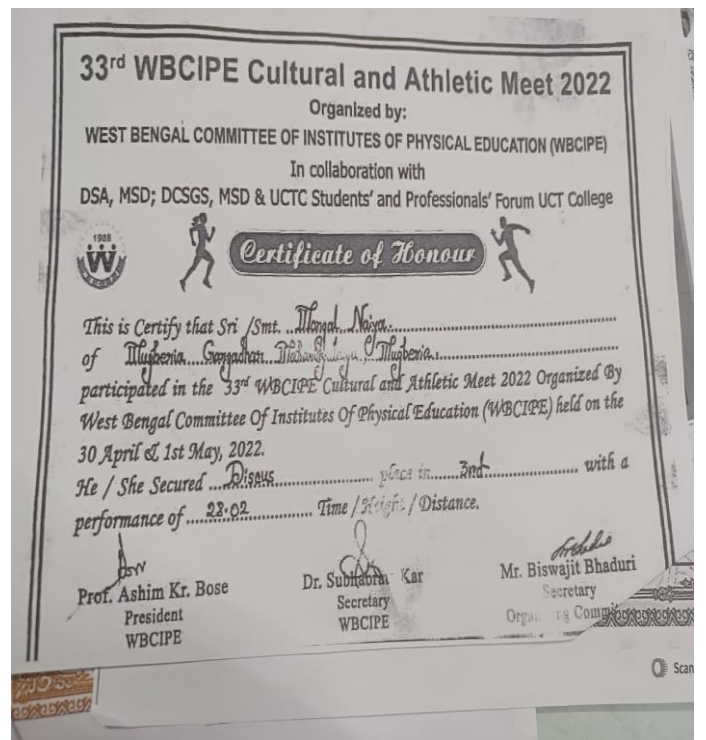 33rd WBCIPE Cultural and Athletic Meet 2022
Organized by:
WEST BENGAL COMMITTEE OF INSTITUTES OF PHYSICAL EDUCATION (WBCIPE)
In collaboration with
DSA, MSD; DCSGS, MSD & UCTC Students' and Professionals' Forum UCT College
1988
W
Certificate of Honour
This is Certify that Sri /Smt. ..Mongal Naiya
of Mugberia Gangadhar Mahavidyalaya, Mugberia
participated in the 33rd WBCIPE Cultural and Athletic Meet 2022 Organized By
West Bengal Committee Of Institutes Of Physical Education (WBCIPE) held on the
30 April & 1st May, 2022.
He / She Secured ...Discus... place in...3rd... with a
performance of ...28.02... Time / Height / Distance.
Prof. Ashim Kr. Bose
President
WBCIPE
Dr. Subhabrai Kar
Secretary
WBCIPE
Mr. Biswajit Bhaduri
Secretary
Scan